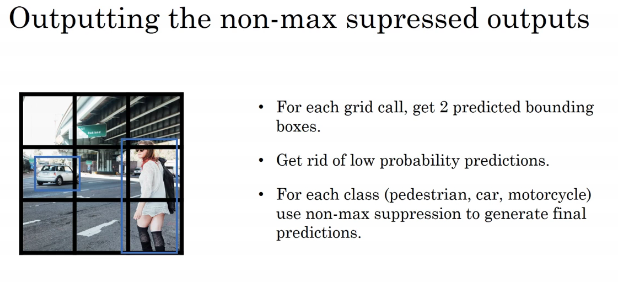 Outputting the non-max supressed outputs
• For each grid call, get 2 predicted bounding
boxes.
• Get rid of low probability predictions.
• For each class (pedestrian, car, motorcycle)
use non-max suppression to generate final
predictions.